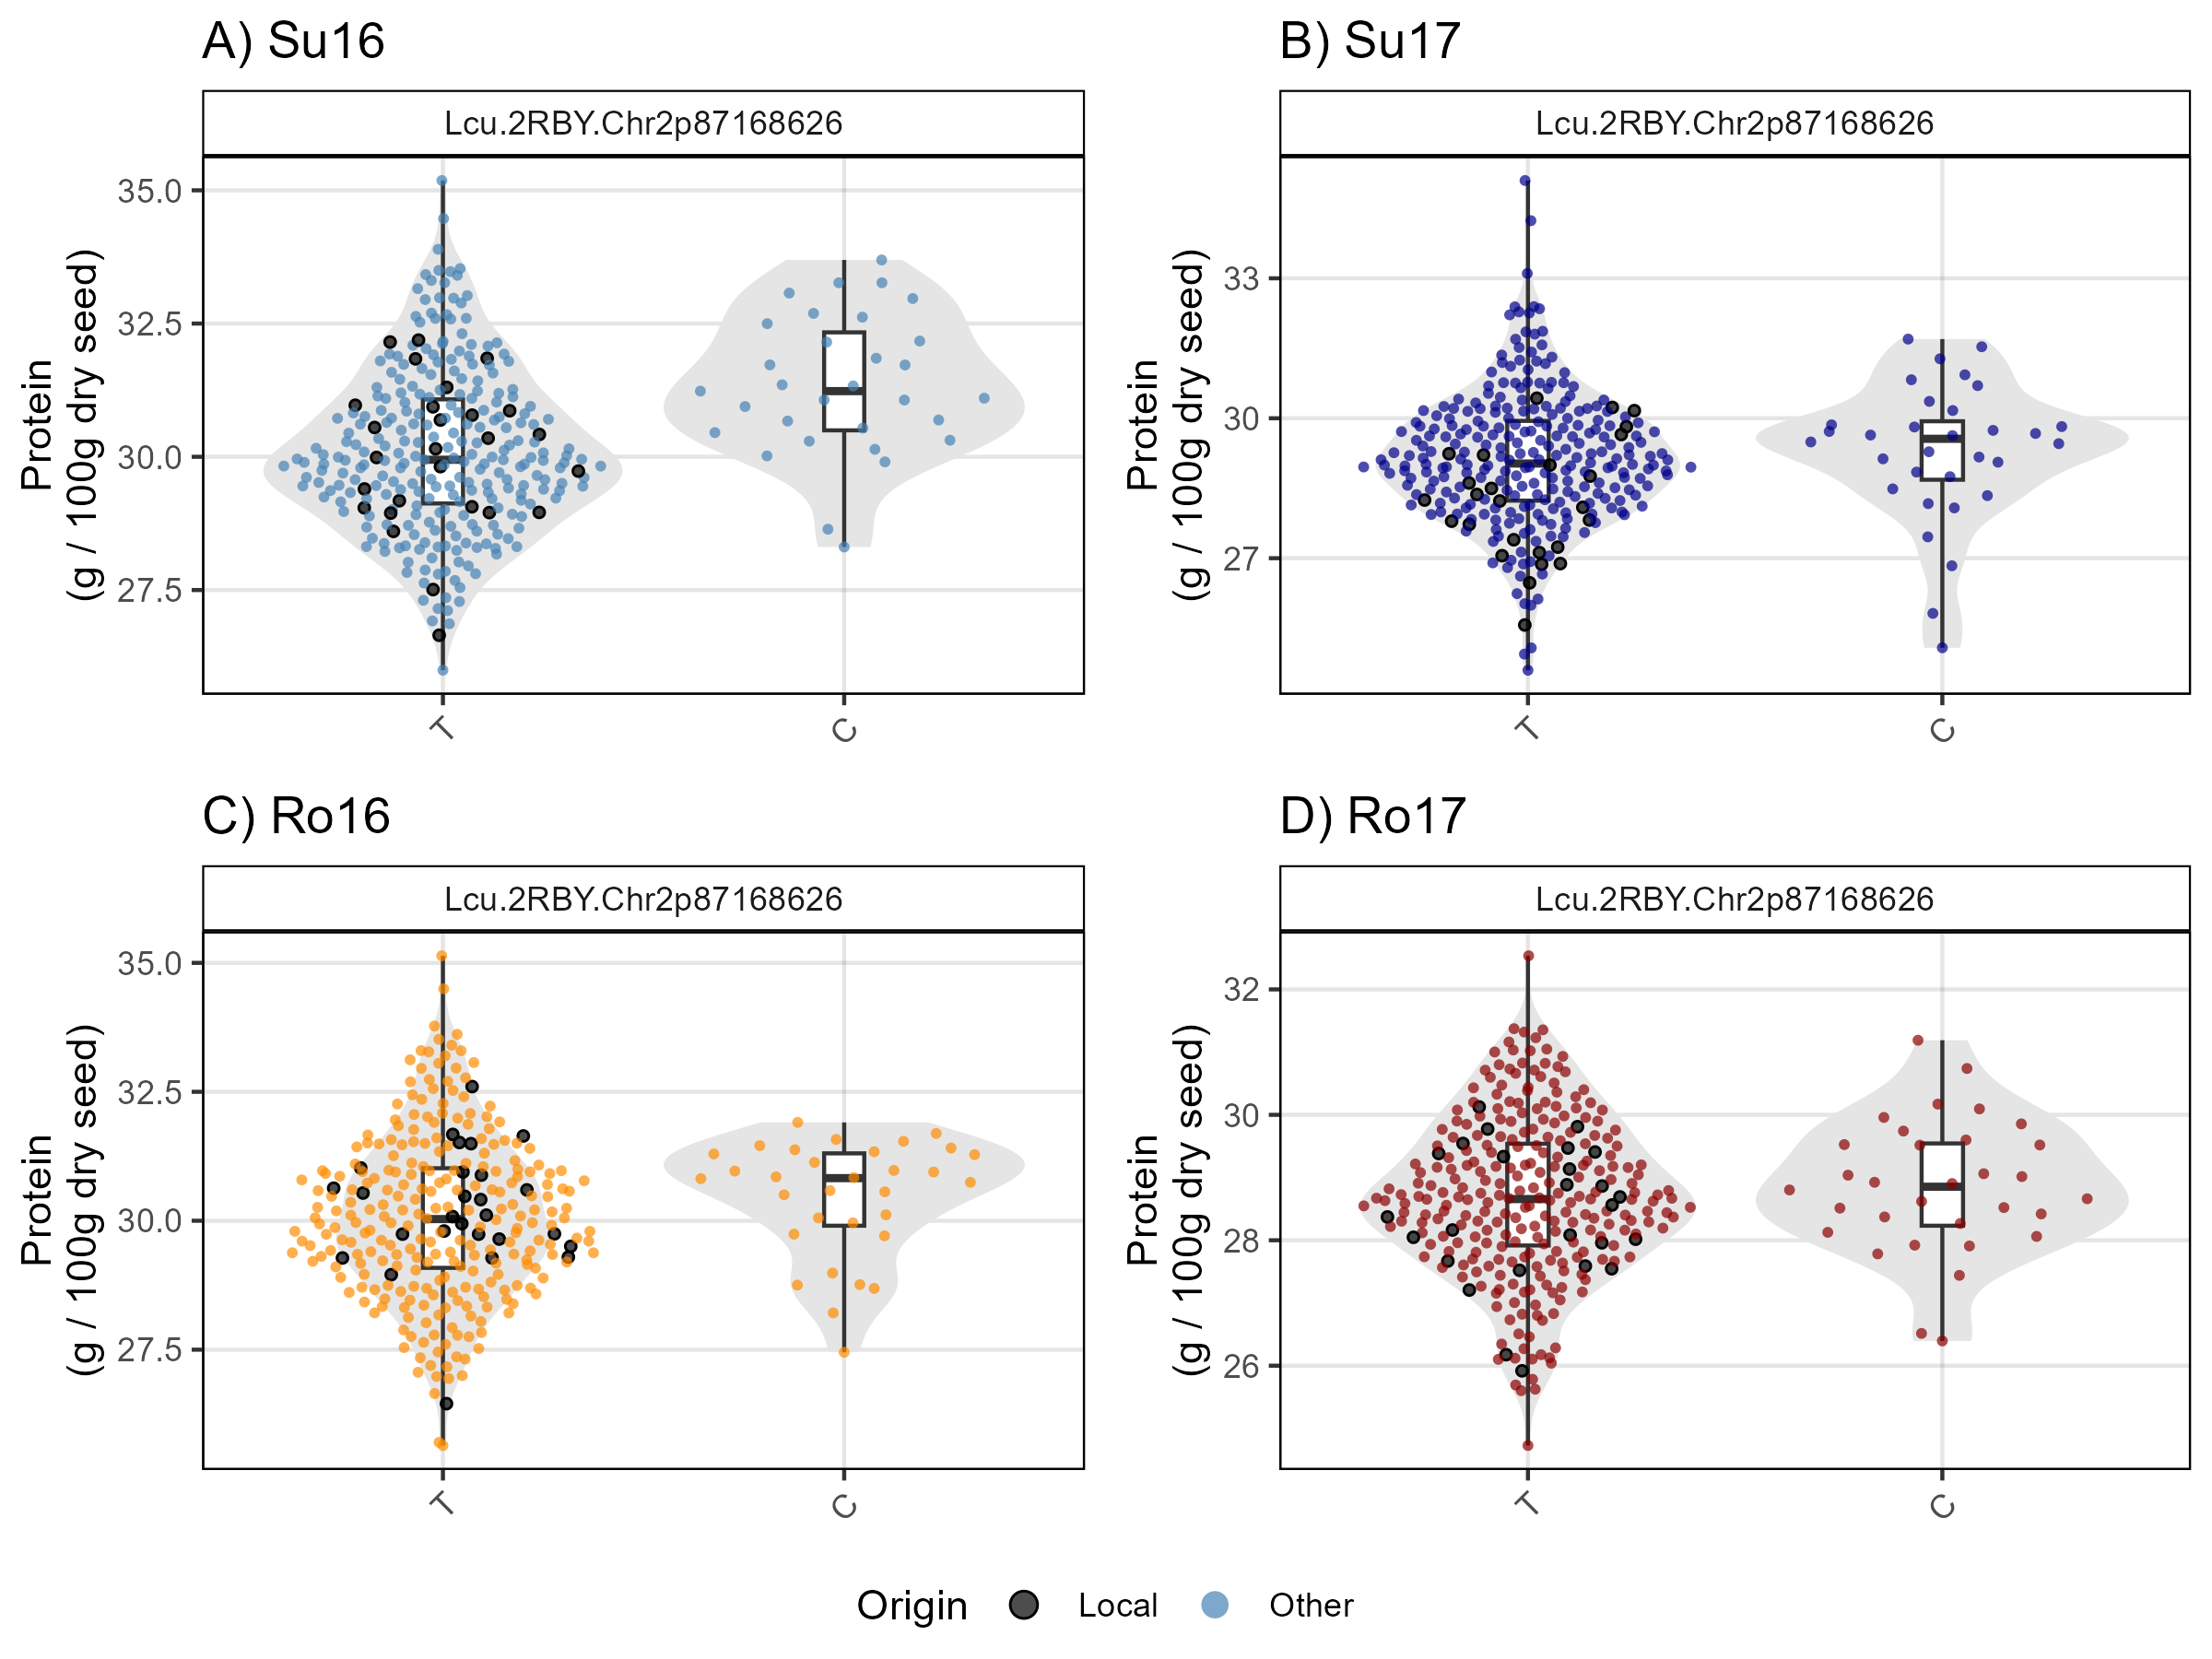 A) Su16
Lcu.2RBY.Chr2p87168626
Protein
(g / 100g dry seed)
35.0
32.5
30.0
27.5
T
C
B) Su17
Lcu.2RBY.Chr2p87168626
Protein
(g / 100g dry seed)
33
30
27
T
C
C) Ro16
Lcu.2RBY.Chr2p87168626
Protein
(g / 100g dry seed)
35.0
32.5
30.0
27.5
T
C
D) Ro17
Lcu.2RBY.Chr2p87168626
Protein
(g / 100g dry seed)
32
30
28
26
T
C
Origin Local Other